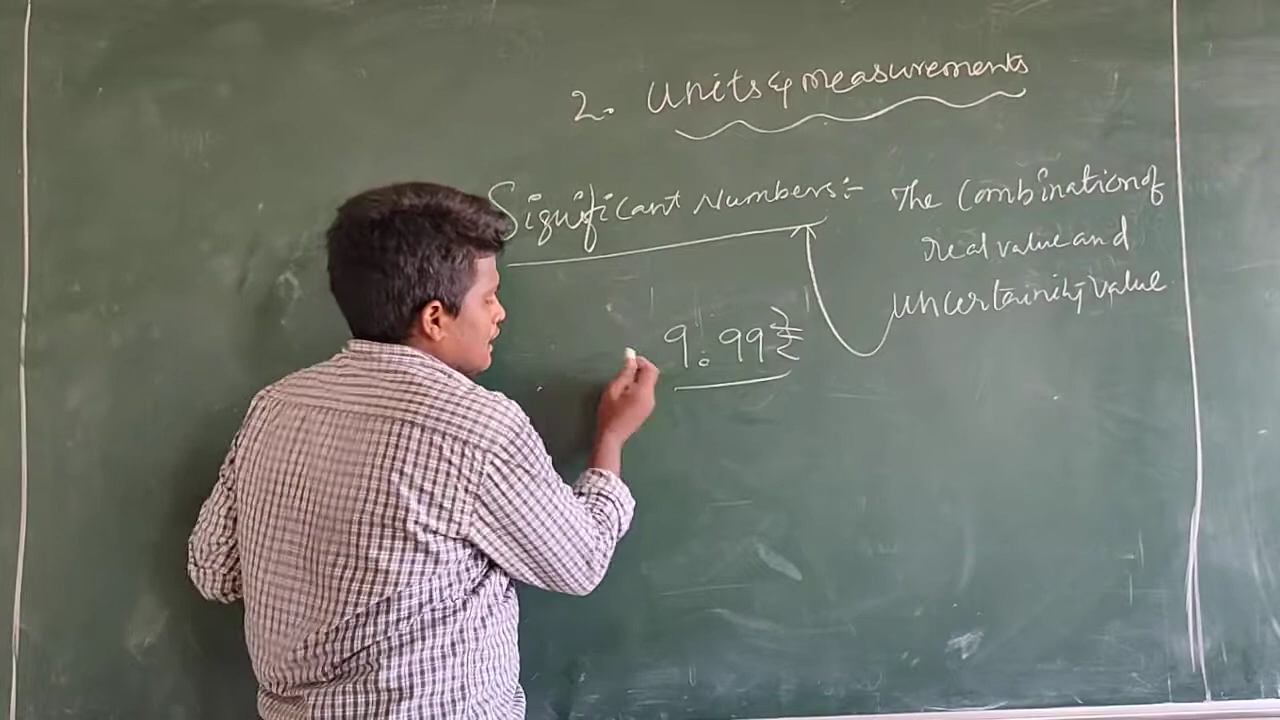 2. Units & measurements
Significant Numbers:- The Combination of
real value and
uncertainity value
9.99